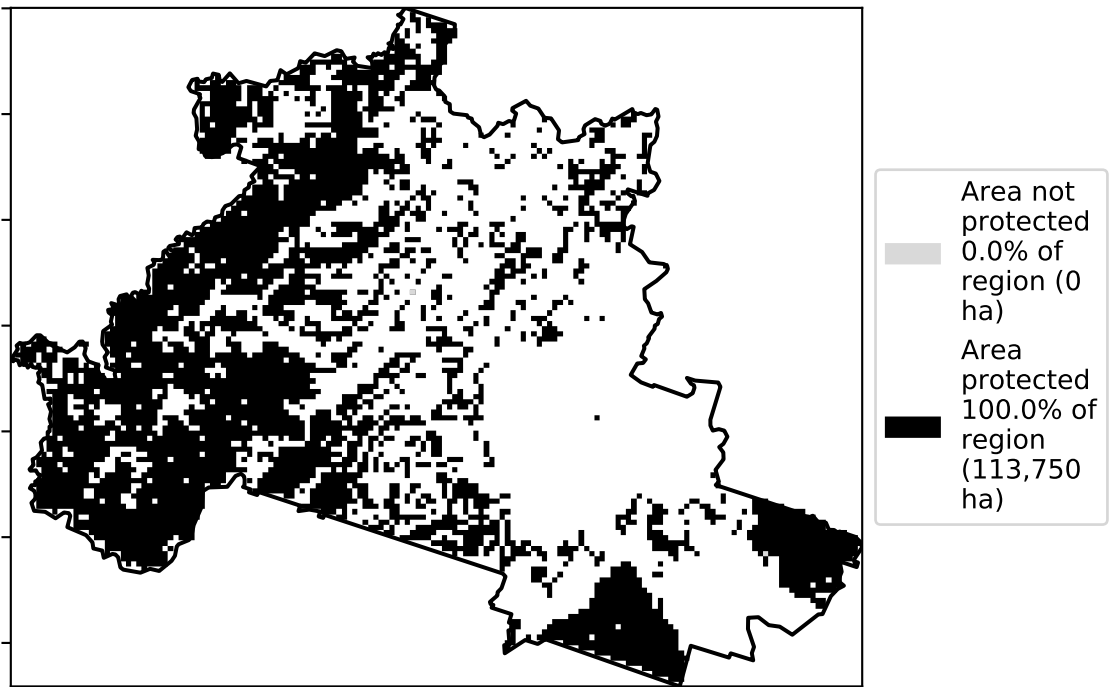 Area not
protected
0.0% of
region (0
ha)
Area
protected
100.0% of
region
(113,750
ha)